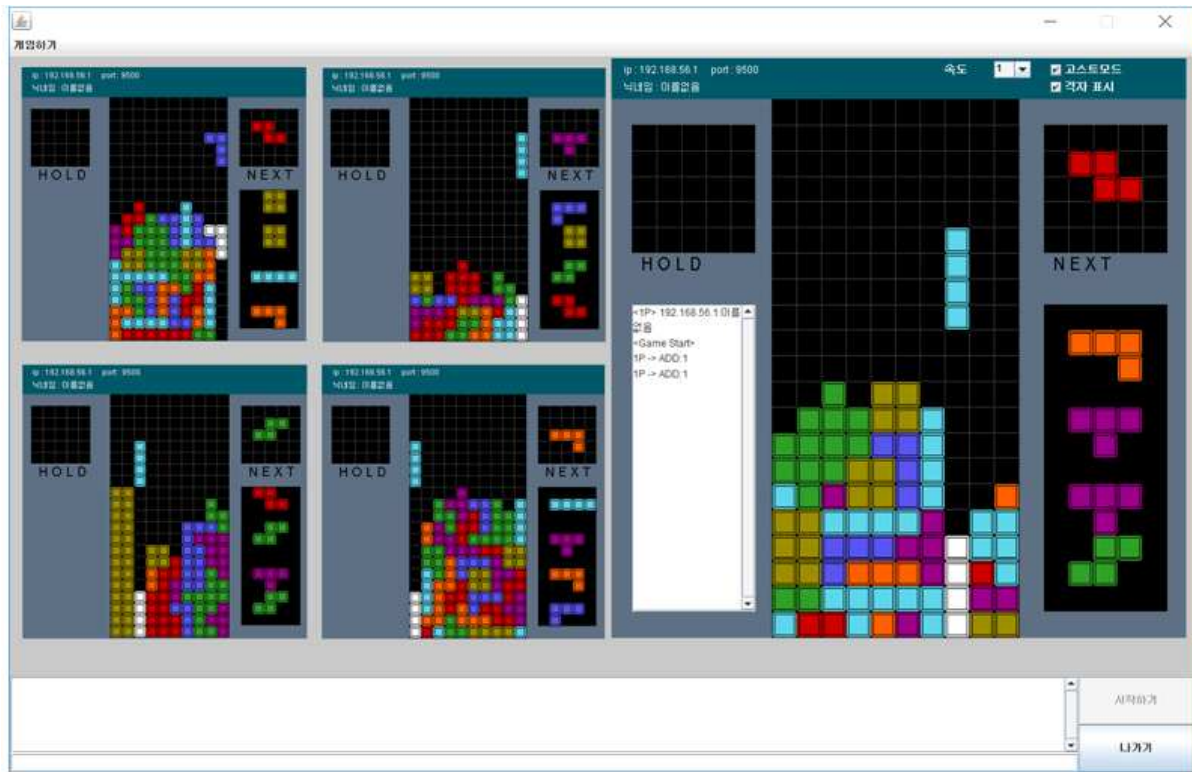 게임하기
ip : 192.168.56.1 port : 9500
닉네임 : 이름없음
HOLD
NEXT
ip : 192.168.56.1 port : 9500
닉네임 : 이름없음
HOLD
NEXT
ip : 192.168.56.1 port : 9500
닉네임 : 이름없음
HOLD
NEXT
ip : 192.168.56.1 port : 9500
닉네임 : 이름없음
HOLD
NEXT
ip : 192.168.56.1 port : 9500 속도 1 고스트모드
닉네임 : 이름없음 격자 표시
HOLD
NEXT
<1P> 192.168.56.1:이름
없음
<Game Start>
1P -> ADD:1
1P -> ADD:1
시작하기
나가기